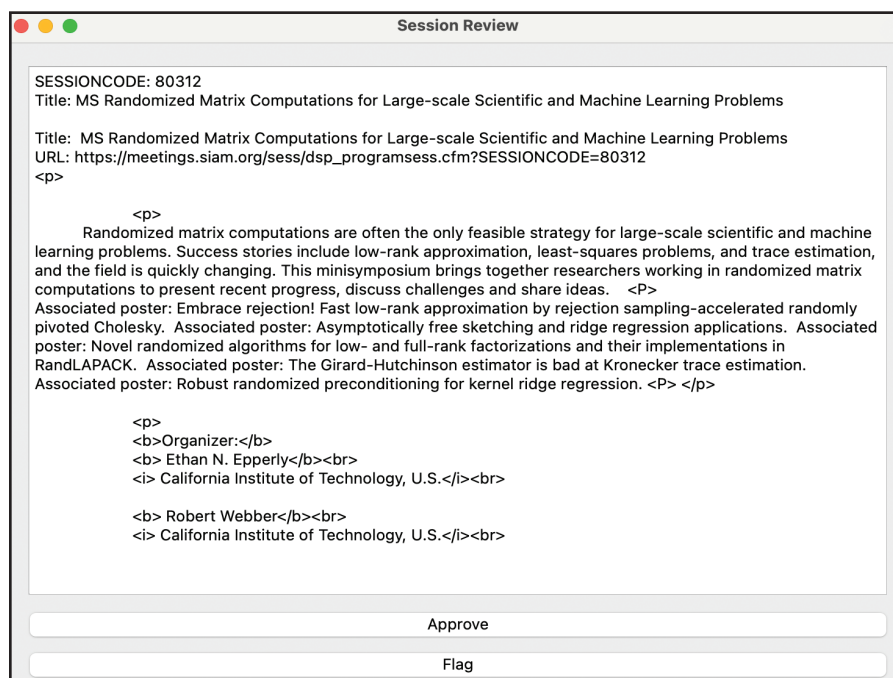 Session Review
SESSIONCODE: 80312
Title: MS Randomized Matrix Computations for Large-scale Scientific and Machine Learning Problems
Title:  MS Randomized Matrix Computations for Large-scale Scientific and Machine Learning Problems
URL: https://meetings.siam.org/sess/dsp_programsess.cfm?SESSIONCODE=80312
<p>
<p>
Randomized matrix computations are often the only feasible strategy for large-scale scientific and machine
learning problems. Success stories include low-rank approximation, least-squares problems, and trace estimation,
and the field is quickly changing. This minisymposium brings together researchers working in randomized matrix
computations to present recent progress, discuss challenges and share ideas.   <P>
Associated poster: Embrace rejection! Fast low-rank approximation by rejection sampling-accelerated randomly
pivoted Cholesky.  Associated poster: Asymptotically free sketching and ridge regression applications.  Associated
poster: Novel randomized algorithms for low- and full-rank factorizations and their implementations in
RandLAPACK.  Associated poster: The Girard-Hutchinson estimator is bad at Kronecker trace estimation.
Associated poster: Robust randomized preconditioning for kernel ridge regression. <P> </p>
<p>
<b>Organizer:</b>
<b> Ethan N. Epperly</b><br>
<i> California Institute of Technology, U.S.</i><br>
<b> Robert Webber</b><br>
<i> California Institute of Technology, U.S.</i><br>
Approve
Flag